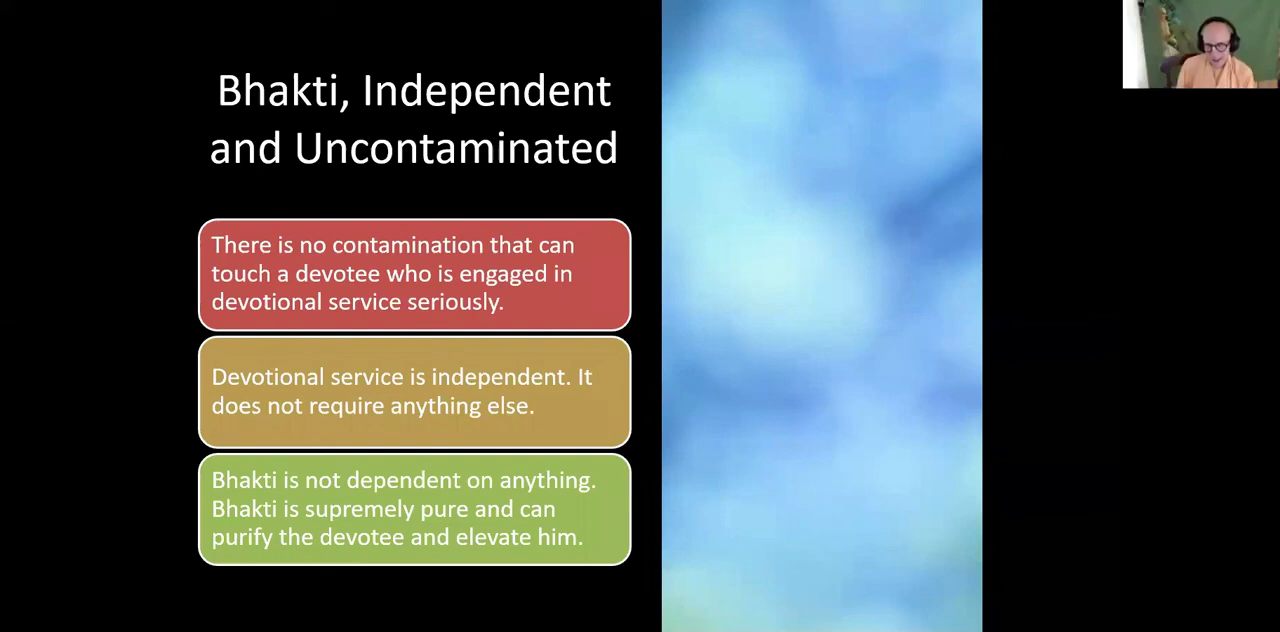 Bhakti, Independent
and Uncontaminated
There is no contamination that can
touch a devotee who is engaged in
devotional service seriously.
Devotional service is independent. It
does not require anything else.
Bhakti is not dependent on anything.
Bhakti is supremely pure and can
purify the devotee and elevate him.